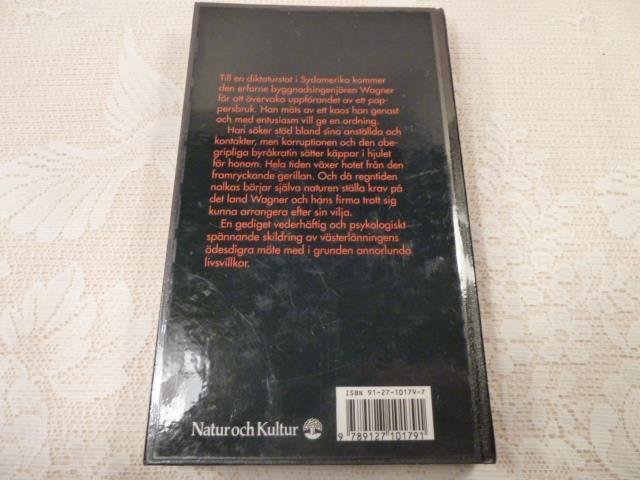 Till en diktaturstat i Sydamerika kommer
den erfarne byggnadsingenjören Wagner
för att övervaka uppförandet av ett pap-
persbruk. Han möts av ett kaos han genast
och med entusiasm vill ge en ordning.
Han söker stöd bland sina anställda och
kontakter, men korruptionen och den obe-
gripliga byråkratin sätter käppar i hjulet
för honom. Hela tiden växer hotet från den
framryckande gerillan. Och då regntiden
nalkas börjar själva naturen ställa krav på
det land Wagner och hans firma trott sig
kunna arrangera efter sin vilja.
En gediget vederhäftig och psykologiskt
spännande skildring av västerlänningens
ödesdigra möte med i grunden annorlunda
livsvillkor.
ISBN 91-27-10179-7
Natur och Kultur
9 789127 101791